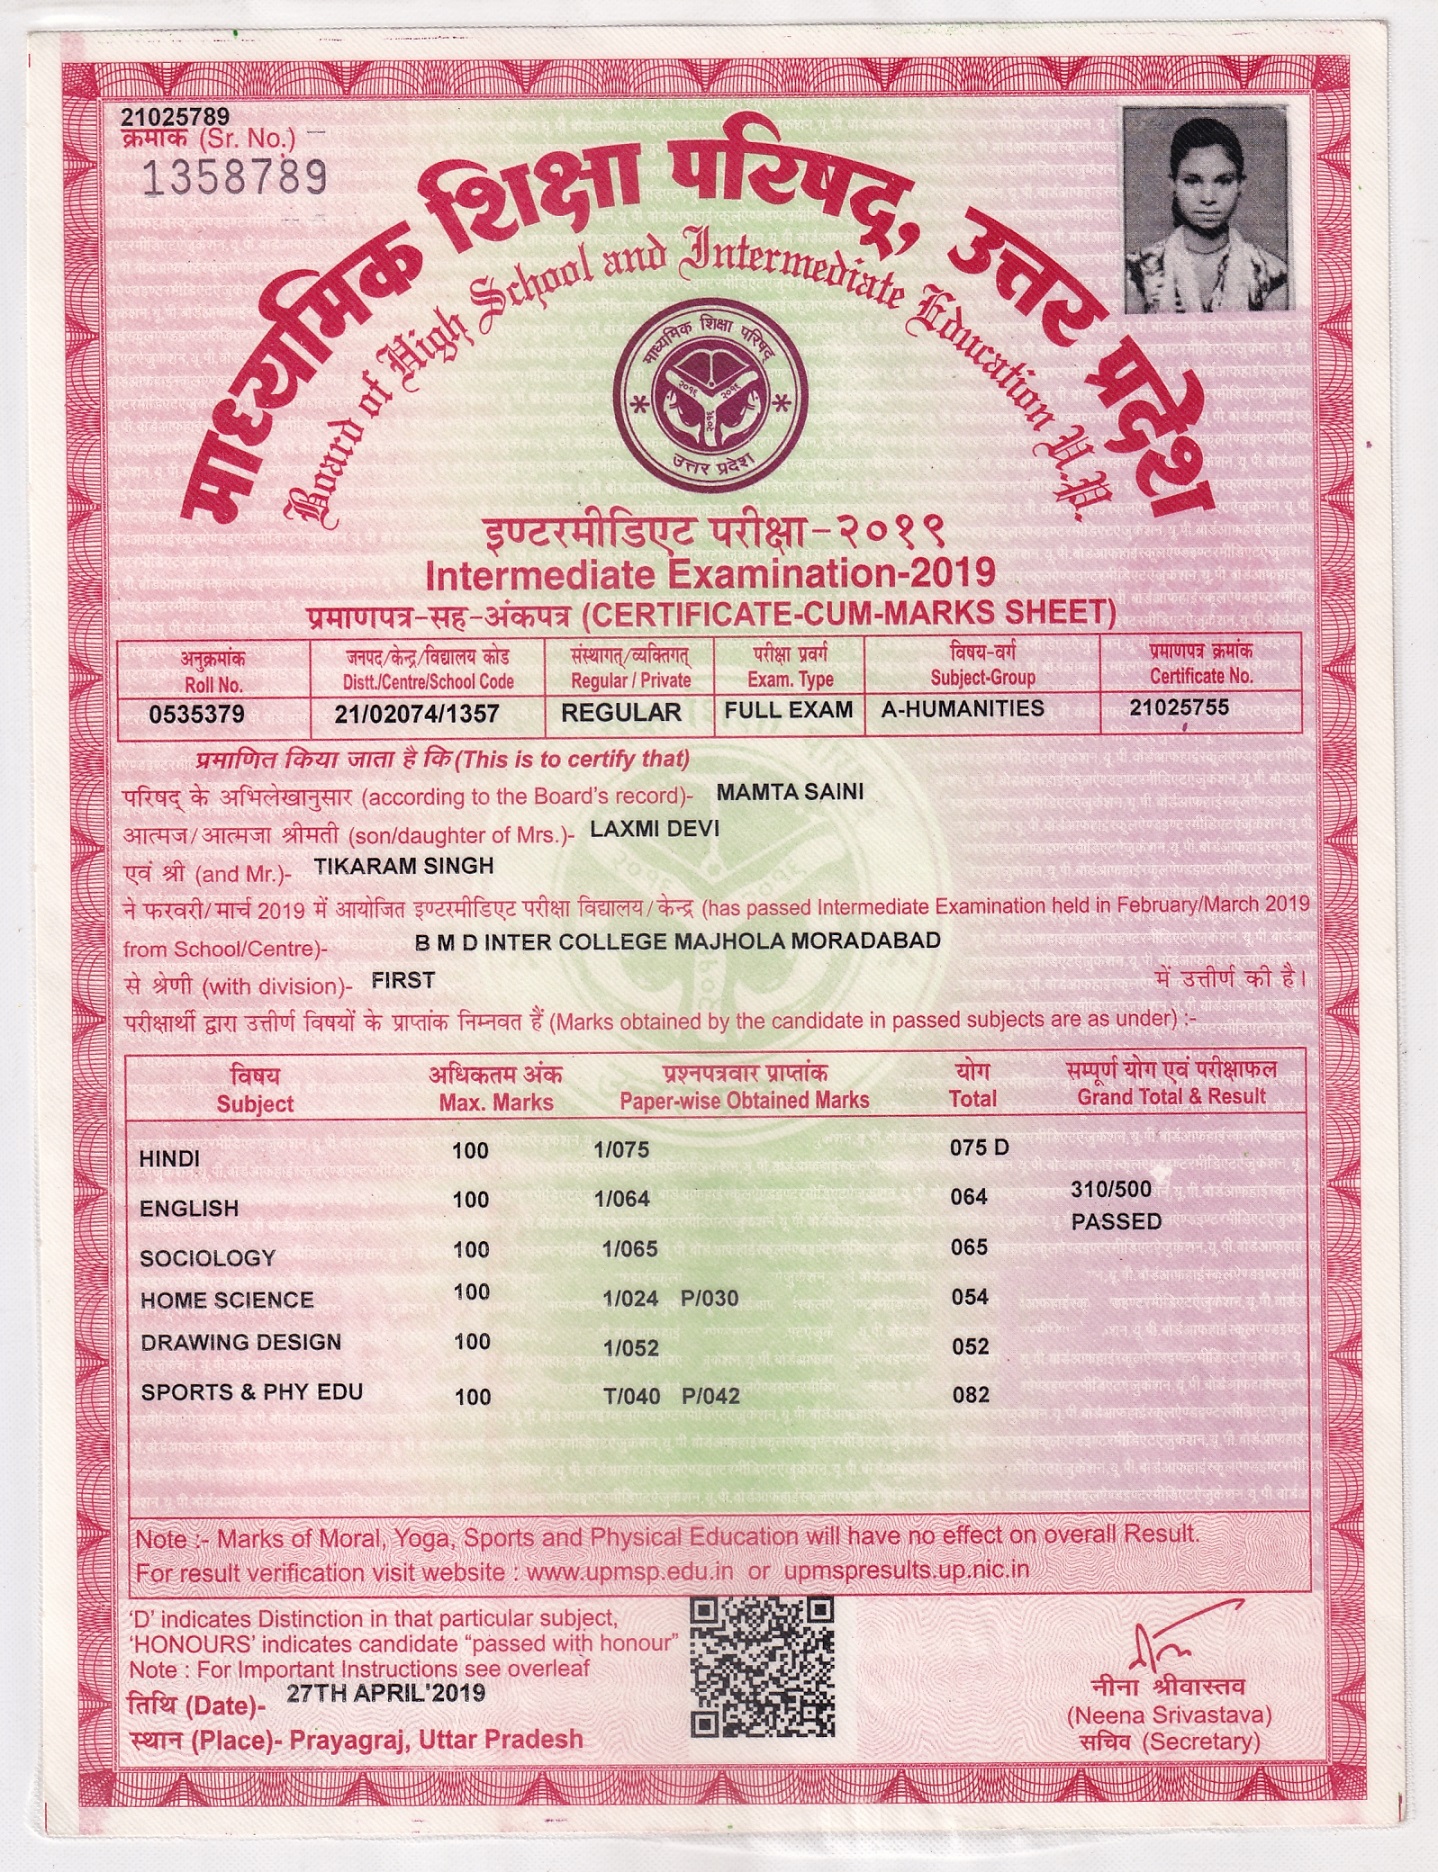 21025789
क्रमांक (Sr. No.)
1358789
माध्यमिक शिक्षा परिषद्, उत्तर प्रदेश
Board of High School and Intermediate Education U.P.
माध्यमिक शिक्षा परिषद्
२०१९ २०१९
२०१९
उत्तर प्रदेश
इण्टरमीडिएट परीक्षा-२०१९
Intermediate Examination-2019
प्रमाणपत्र-सह-अंकपत्र (CERTIFICATE-CUM-MARKS SHEET)
अनुक्रमांक जनपद/केन्द्र/विद्यालय कोड संस्थागत्/व्यक्तिगत् परीक्षा प्रवर्ग विषय-वर्ग प्रमाणपत्र क्रमांक
Roll No. Distt./Centre/School Code Regular / Private Exam. Type Subject-Group Certificate No.
0535379 21/02074/1357 REGULAR FULL EXAM A-HUMANITIES 21025755
प्रमाणित किया जाता है कि (This is to certify that)
परिषद् के अभिलेखानुसार (according to the Board's record)- MAMTA SAINI
आत्मज/आत्मजा श्रीमती (son/daughter of Mrs.)- LAXMI DEVI
एवं श्री (and Mr.)- TIKARAM SINGH
ने फरवरी/मार्च 2019 में आयोजित इण्टरमीडिएट परीक्षा विद्यालय/केन्द्र (has passed Intermediate Examination held in February/March 2019
from School/Centre)- B M D INTER COLLEGE MAJHOLA MORADABAD
से श्रेणी (with division)- FIRST में उत्तीर्ण की है।
परीक्षार्थी द्वारा उत्तीर्ण विषयों के प्राप्तांक निम्नवत हैं (Marks obtained by the candidate in passed subjects are as under) :-
विषय अधिकतम अंक प्रश्नपत्रवार प्राप्तांक योग सम्पूर्ण योग एवं परीक्षाफल
Subject Max. Marks Paper-wise Obtained Marks Total Grand Total & Result
HINDI 100 1/075 075 D
ENGLISH 100 1/064 064 310/500
PASSED
SOCIOLOGY 100 1/065 065
HOME SCIENCE 100 1/024 P/030 054
DRAWING DESIGN 100 1/052 052
SPORTS & PHY EDU 100 T/040 P/042 082
Note :- Marks of Moral, Yoga, Sports and Physical Education will have no effect on overall Result.
For result verification visit website : www.upmsp.edu.in or upmspresults.up.nic.in
'D' indicates Distinction in that particular subject,
'HONOURS' indicates candidate "passed with honour"
Note : For Important Instructions see overleaf
तिथि (Date)- 27TH APRIL'2019
स्थान (Place)- Prayagraj, Uttar Pradesh
नीना श्रीवास्तव
(Neena Srivastava)
सचिव (Secretary)